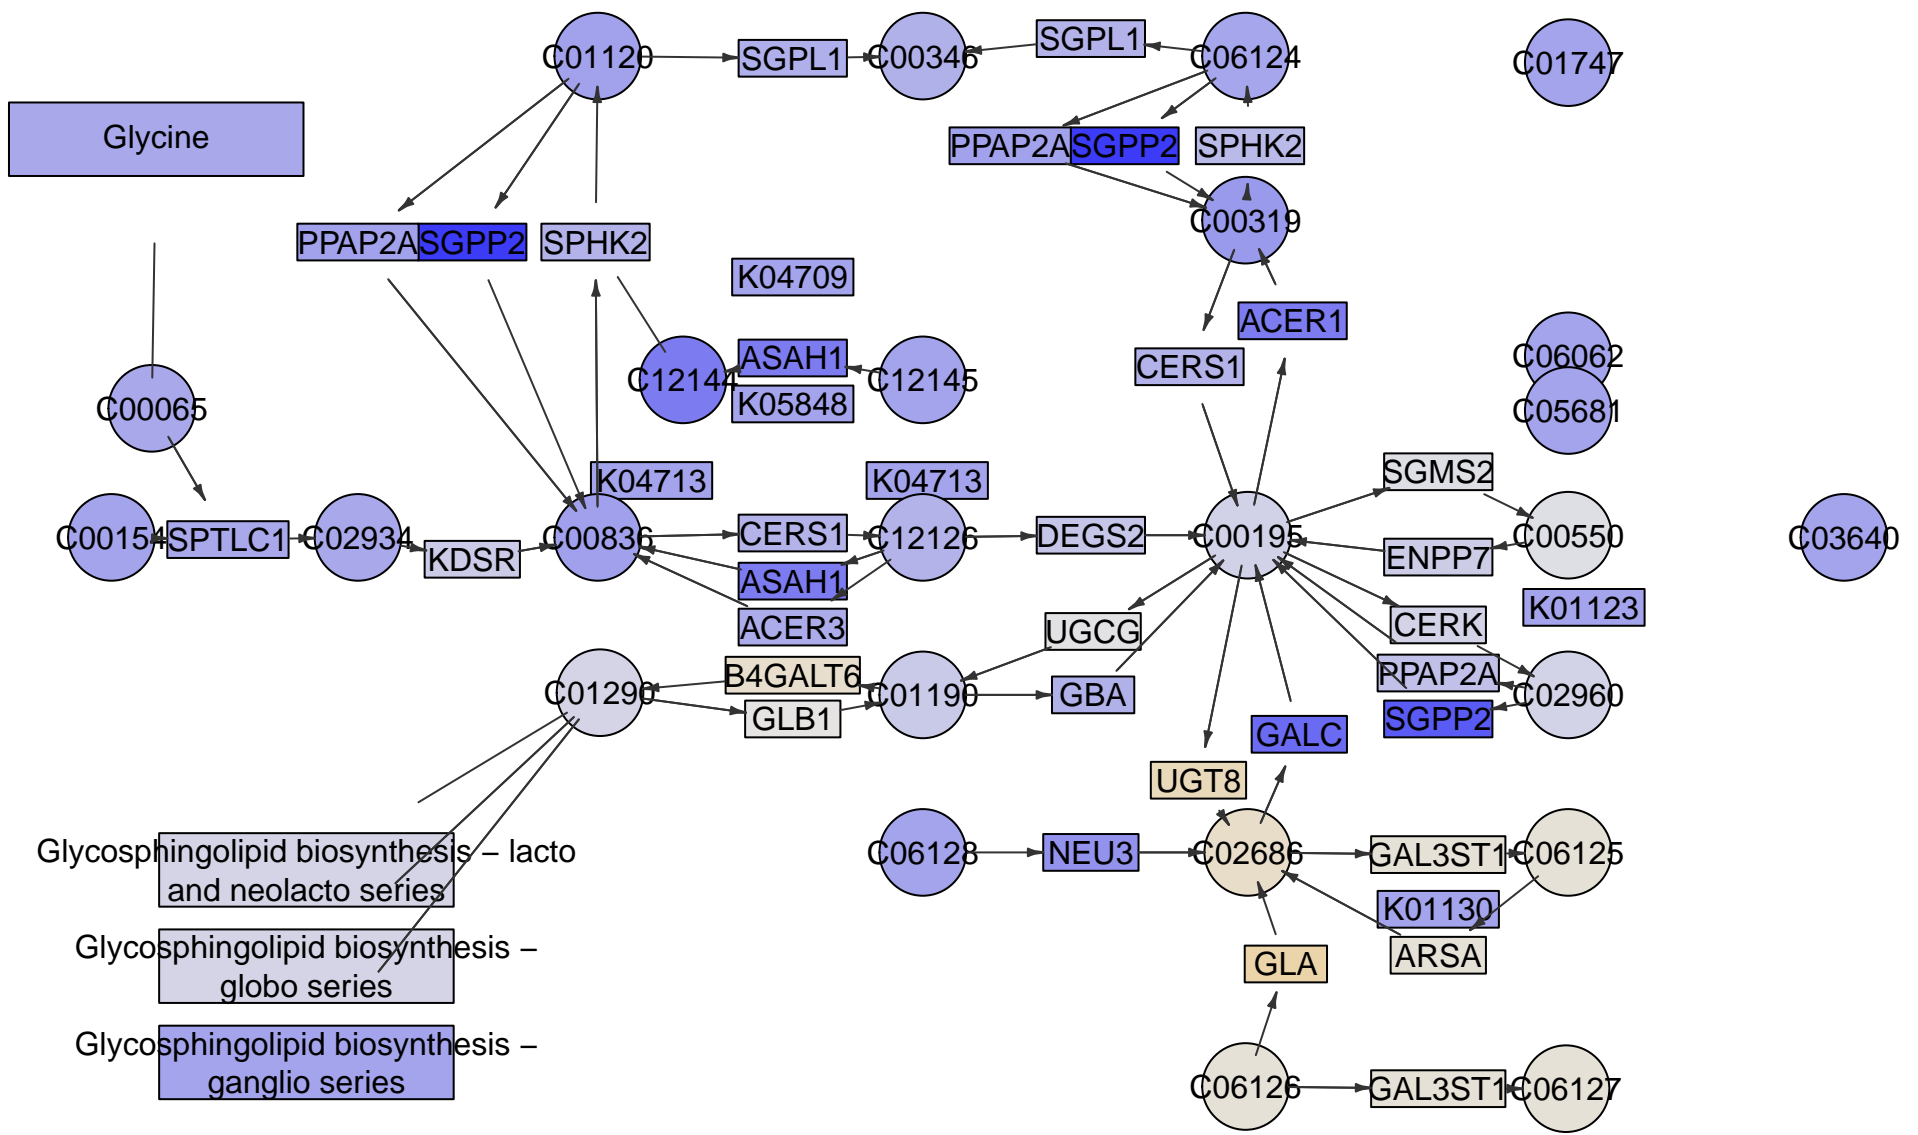 C01120
SGPL1
C00346
SGPL1
C06124
C01747
Glycine
PPAP2A
SGPP2
SPHK2
C00319
PPAP2A
SGPP2
SPHK2
K04709
ACER1
C12144
ASAH1
C12145
CERS1
C06062
K05848
C00065
C05681
K04713
K04713
SGMS2
C00154
SPTLC1
C02934
KDSR
C00836
CERS1
C12126
DEGS2
C00195
C00550
C03640
ENPP7
ASAH1
K01123
ACER3
UGCG
CERK
B4GALT6
PPAP2A
C01290
C01190
GBA
C02960
GLB1
SGPP2
GALC
UGT8
Glycosphingolipid biosynthesis – lacto
and neolacto series
C06128
NEU3
C02686
GAL3ST1
C06125
K01130
Glycosphingolipid biosynthesis –
globo series
GLA
ARSA
Glycosphingolipid biosynthesis –
ganglio series
C06126
GAL3ST1
C06127